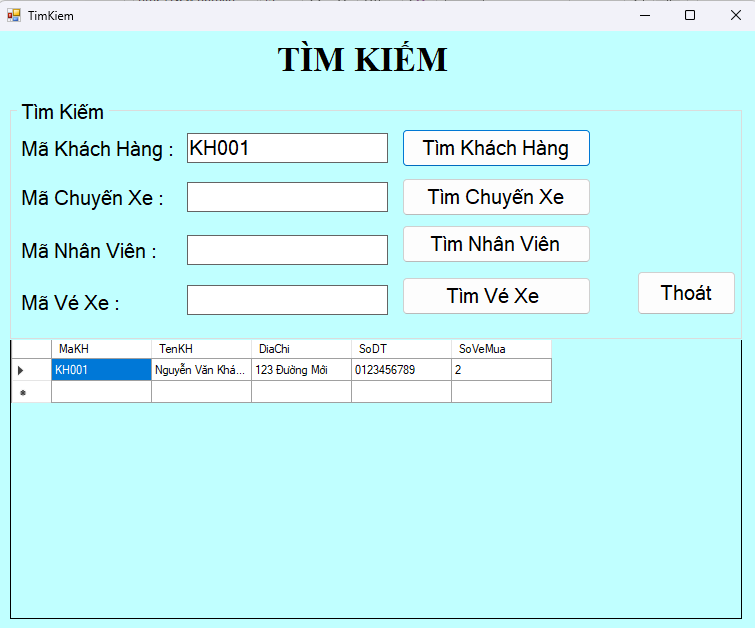 TimKiem
TÌM KIẾM
Tìm Kiếm
Mã Khách Hàng : KH001 Tìm Khách Hàng
Mã Chuyến Xe : Tìm Chuyến Xe
Mã Nhân Viên : Tìm Nhân Viên
Mã Vé Xe : Tìm Vé Xe Thoát
MaKH TenKH DiaChi SoDT SoVeMua
KH001 Nguyễn Văn Khá... 123 Đường Mới 0123456789 2